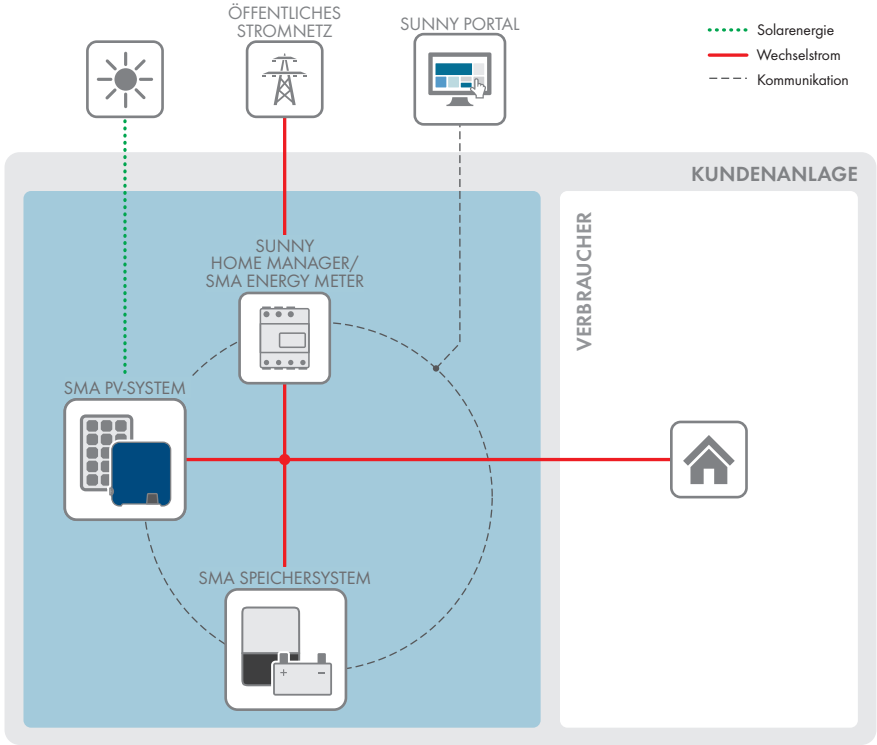 ÖFFENTLICHES
STROMNETZ
SUNNY PORTAL
Solarenergie
Wechselstrom
Kommunikation
KUNDENANLAGE
VERBRAUCHER
SUNNY
HOME MANAGER/
SMA ENERGY METER
SMA PV-SYSTEM
SMA SPEICHERSYSTEM
+ −